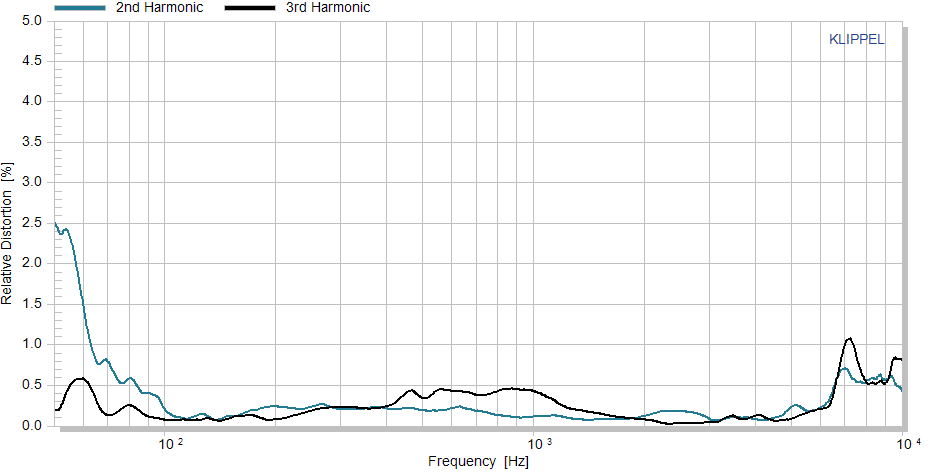 2nd Harmonic 3rd Harmonic
KLIPPEL
5.0
4.5
4.0
3.5
3.0
2.5
2.0
1.5
1.0
0.5
0.0
Relative Distortion [%]
10 2 10 3 10 4
Frequency [Hz]